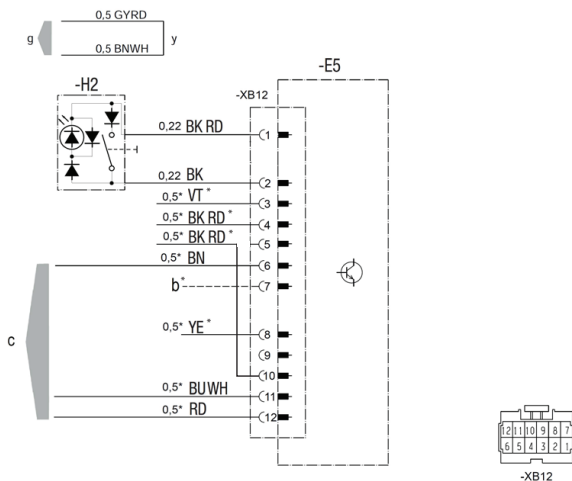 0,5 GYRD
g
y
0,5 BNWH
-E5
-H2
-XB12
0,22 BK RD
1
0,22 BK
2
0,5* VT*
3
0,5* BK RD*
4
0,5* BK RD*
5
0,5* BN
6
b*
7
C
0,5* YE*
8
9
10
0,5* BUWH
11
0,5* RD
12
12 11 10 9 8 7
6 5 4 3 2 1
-XB12